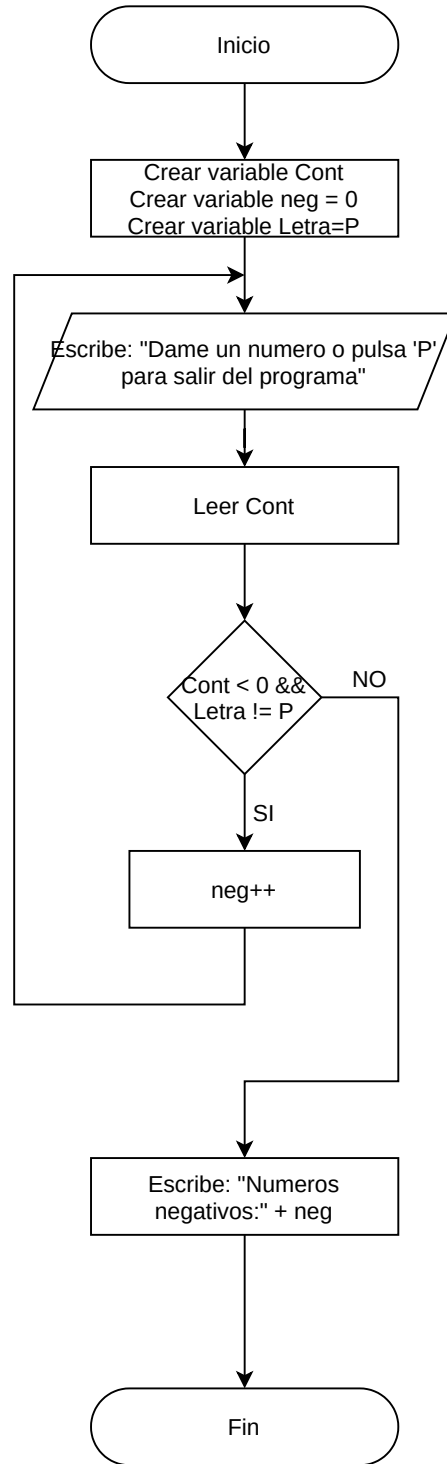 Inicio
Crear variable Cont
Crear variable neg = 0
Crear variable Letra=P
Escribe: "Dame un numero o pulsa 'P'
para salir del programa"
Leer Cont
Cont < 0 &&
Letra != P
NO
SI
neg++
Escribe: "Numeros
negativos:" + neg
Fin